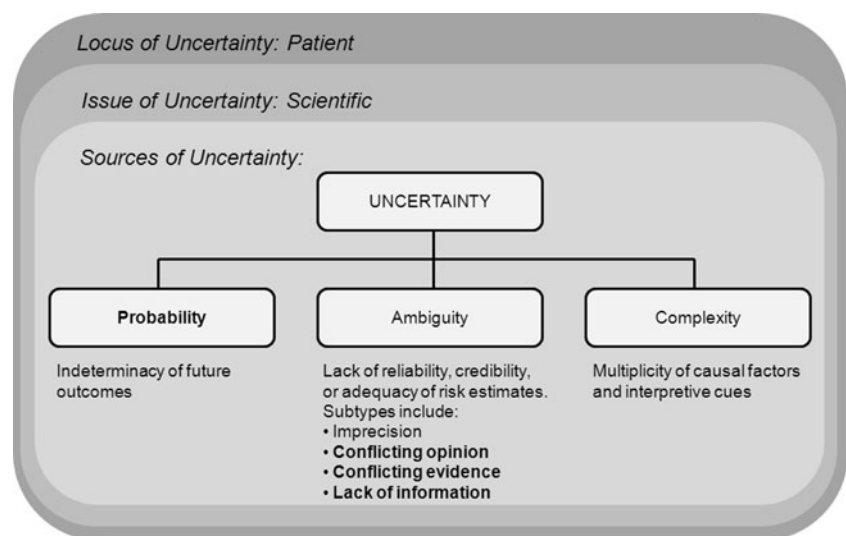 Locus of Uncertainty: Patient
Issue of Uncertainty: Scientific
Sources of Uncertainty:
UNCERTAINTY
Probability
Indeterminacy of future
outcomes
Ambiguity
Lack of reliability, credibility,
or adequacy of risk estimates.
Subtypes include:
• Imprecision
• Conflicting opinion
• Conflicting evidence
• Lack of information
Complexity
Multiplicity of causal factors
and interpretive cues